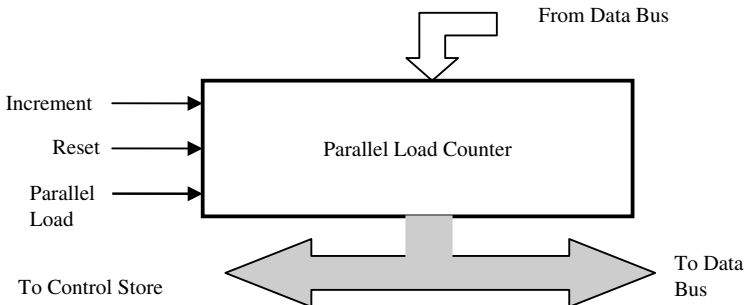 From Data Bus
Increment
Reset
Parallel Load Counter
Parallel
Load
To Control Store
To Data
Bus